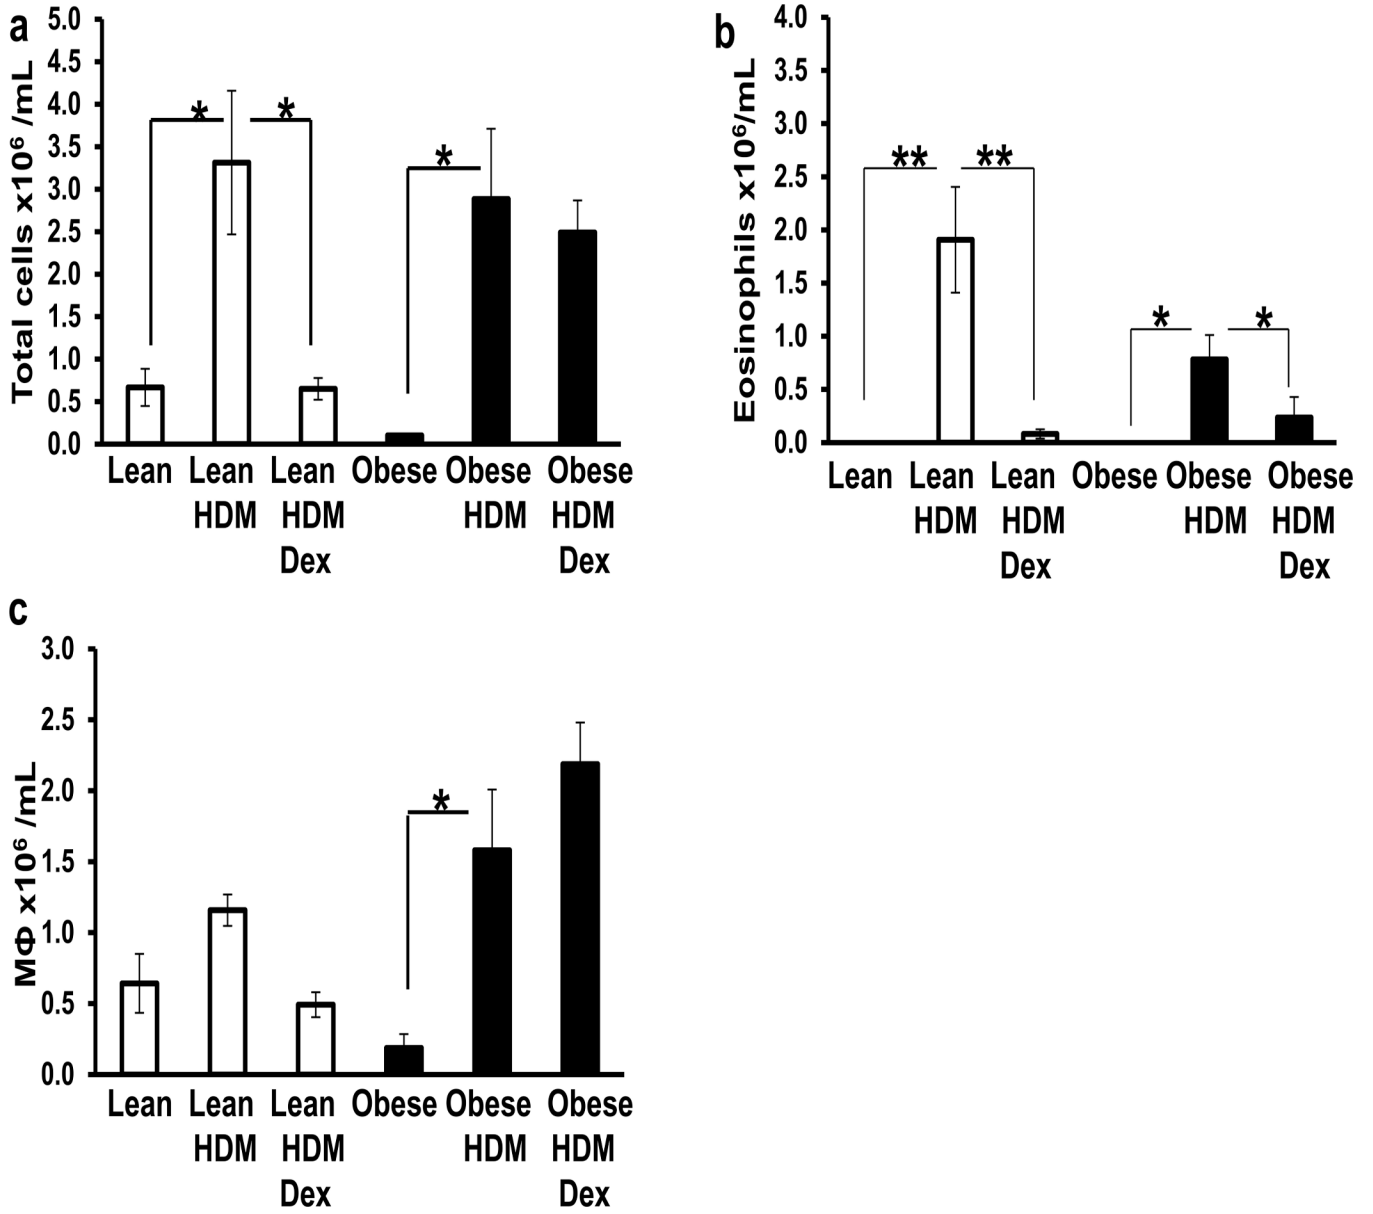 a
Total cells x10⁶ /mL
5.0
4.5
4.0
3.5
3.0
2.5
2.0
1.5
1.0
0.5
0.0
* * *
Lean Lean Lean Obese Obese Obese
HDM HDM HDM HDM
Dex Dex
b
Eosinophils x10⁶/mL
4.0
3.5
3.0
2.5
2.0
1.5
1.0
0.5
0.0
** **
* *
Lean Lean Lean Obese Obese Obese
HDM HDM HDM HDM
Dex Dex
c
MΦ x10⁶ /mL
3.0
2.5
2.0
1.5
1.0
0.5
0.0
*
Lean Lean Lean Obese Obese Obese
HDM HDM HDM HDM
Dex Dex